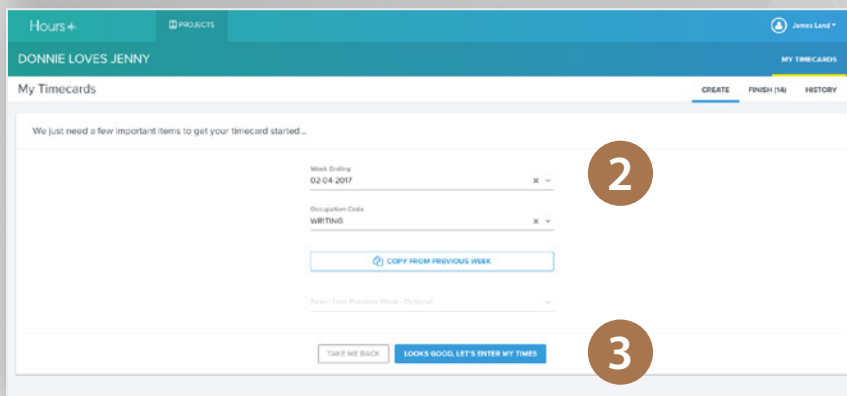 Hours+ PROJECTS James Land
DONNIE LOVES JENNY MY TIMECARDS
My Timecards CREATE FINISH (14) HISTORY
We just need a few important items to get your timecard started...
Week Ending
02-04-2017
2
Occupation Code
WRITING
COPY FROM PREVIOUS WEEK
Select from Previous Week - Optional
TAKE ME BACK LOOKS GOOD, LET'S ENTER MY TIMES
3